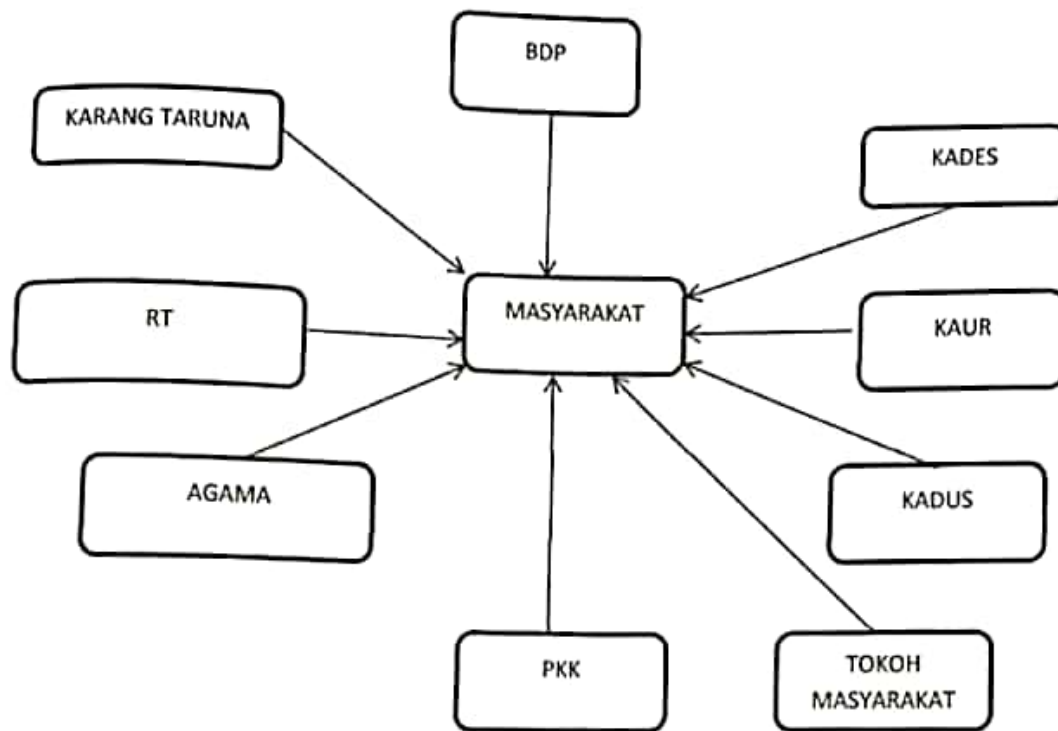 BDP
KARANG TARUNA
KADES
MASYARAKAT
RT
KAUR
AGAMA
KADUS
PKK
TOKOH
MASYARAKAT